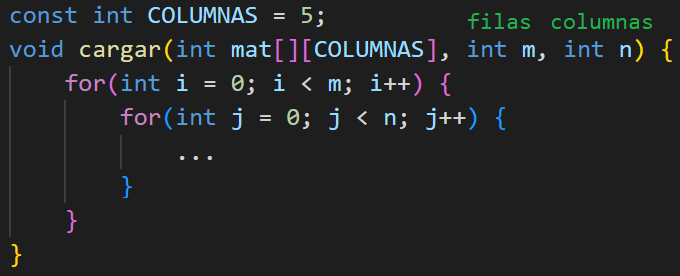 const int COLUMNAS = 5;
filas columnas
void cargar(int mat[][COLUMNAS], int m, int n) {
    for(int i = 0; i < m; i++) {
        for(int j = 0; j < n; j++) {
            ...
        }
    }
}